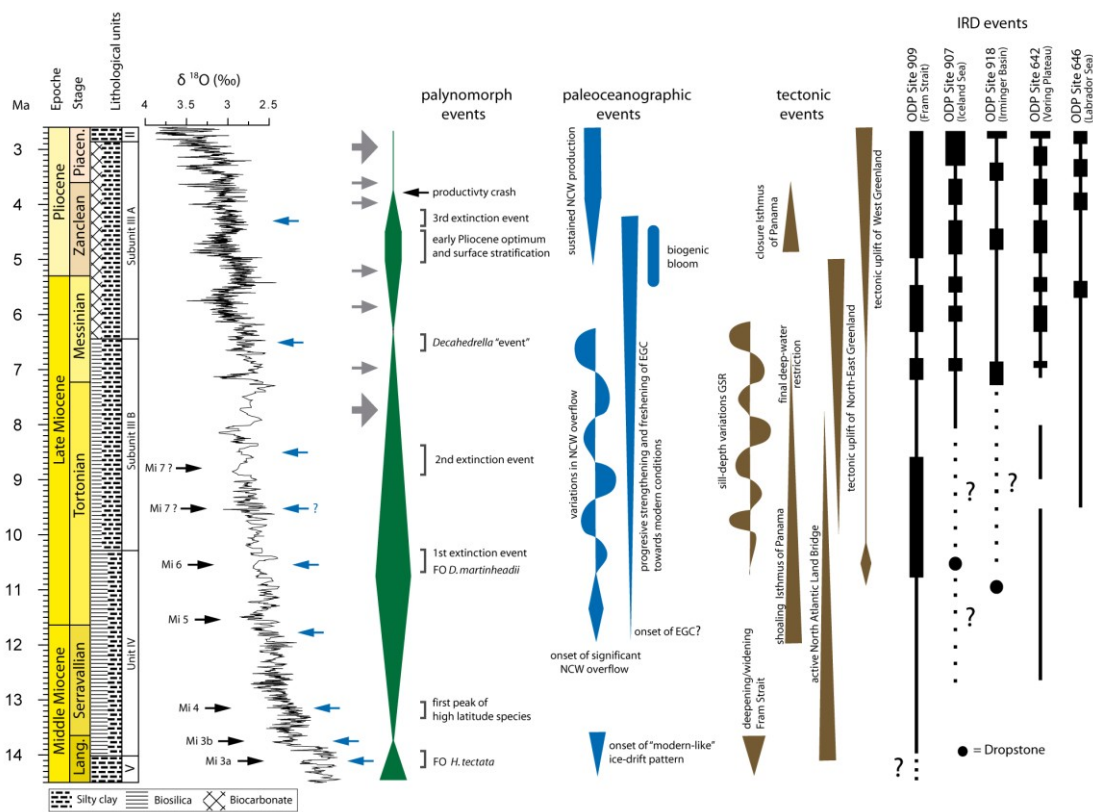 IRD events
Ma
Epoche
Stage
Lithological units
δ 18O (‰)
4 3.5 3 2.5
palynomorph
events
paleoceanographic
events
tectonic
events
ODP Site 909
(Fram Strait)
ODP Site 907
(Iceland Sea)
ODP Site 918
(Irminger Basin)
ODP Site 642
(Vøring Plateau)
ODP Site 646
(Labrador Sea)
3
4
5
6
7
8
9
10
11
12
13
14
Pliocene
Late Miocene
Middle Miocene
Piacen.
Zanclean
Messinian
Tortonian
Serravallian
Lang.
II
Subunit III A
Subunit III B
Unit IV
V
Mi 7 ?
Mi 7 ?
Mi 6
Mi 5
Mi 4
Mi 3b
Mi 3a
?
productivty crash
3rd extinction event
early Pliocene optimum
and surface stratification
Decahedrella “event”
2nd extinction event
1st extinction event
FO D. martinheadii
first peak of
high latitude species
FO H. tectata
sustained NCW production
biogenic
bloom
variations in NCW overflow
progresive strengthening and freshening of EGC
towards modern conditions
onset of EGC?
onset of significant
NCW overflow
onset of “modern-like”
ice-drift pattern
closure Isthmus
of Panama
tectonic uplift of West Greenland
sill-depth variations GSR
final deep-water
restriction
shoaling Isthmus of Panama
tectonic uplift of North-East Greenland
active North Atlantic Land Bridge
deepening/widening
Fram Strait
?
?
?
?
?
= Dropstone
Silty clay
Biosilica
Biocarbonate